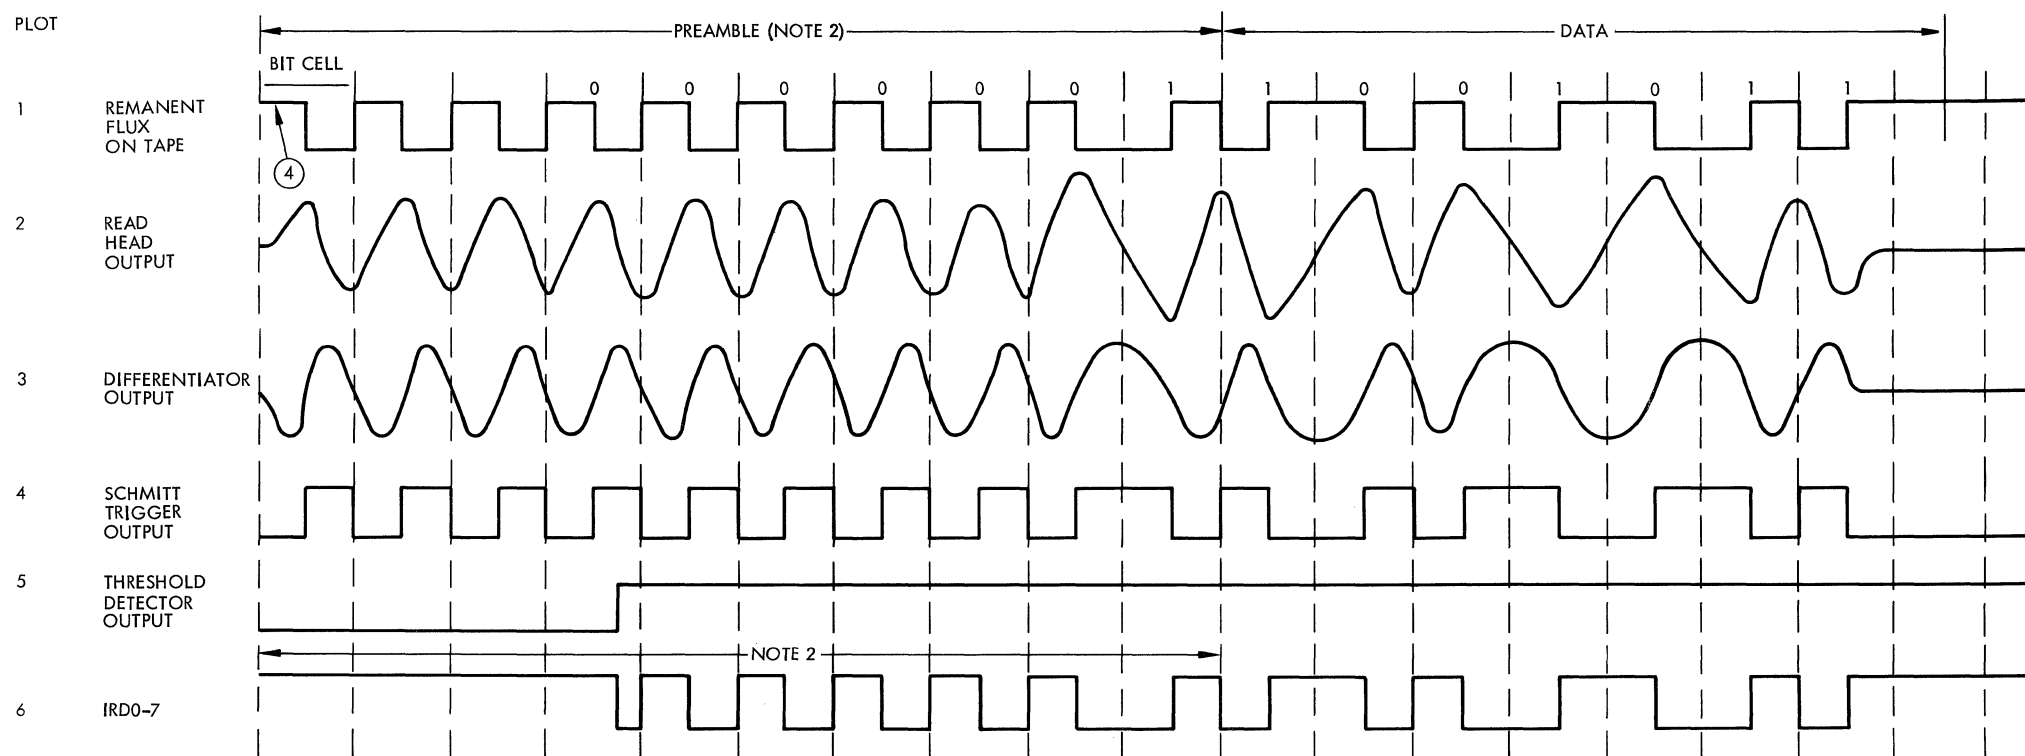 PLOT
PREAMBLE (NOTE 2)
DATA
BIT CELL
0 0 0 0 0 0 1 1 0 0 1 0 1 1
1
REMANENT
FLUX
ON TAPE
4
2
READ
HEAD
OUTPUT
3
DIFFERENTIATOR
OUTPUT
4
SCHMITT
TRIGGER
OUTPUT
5
THRESHOLD
DETECTOR
OUTPUT
NOTE 2
6
IRD0-7